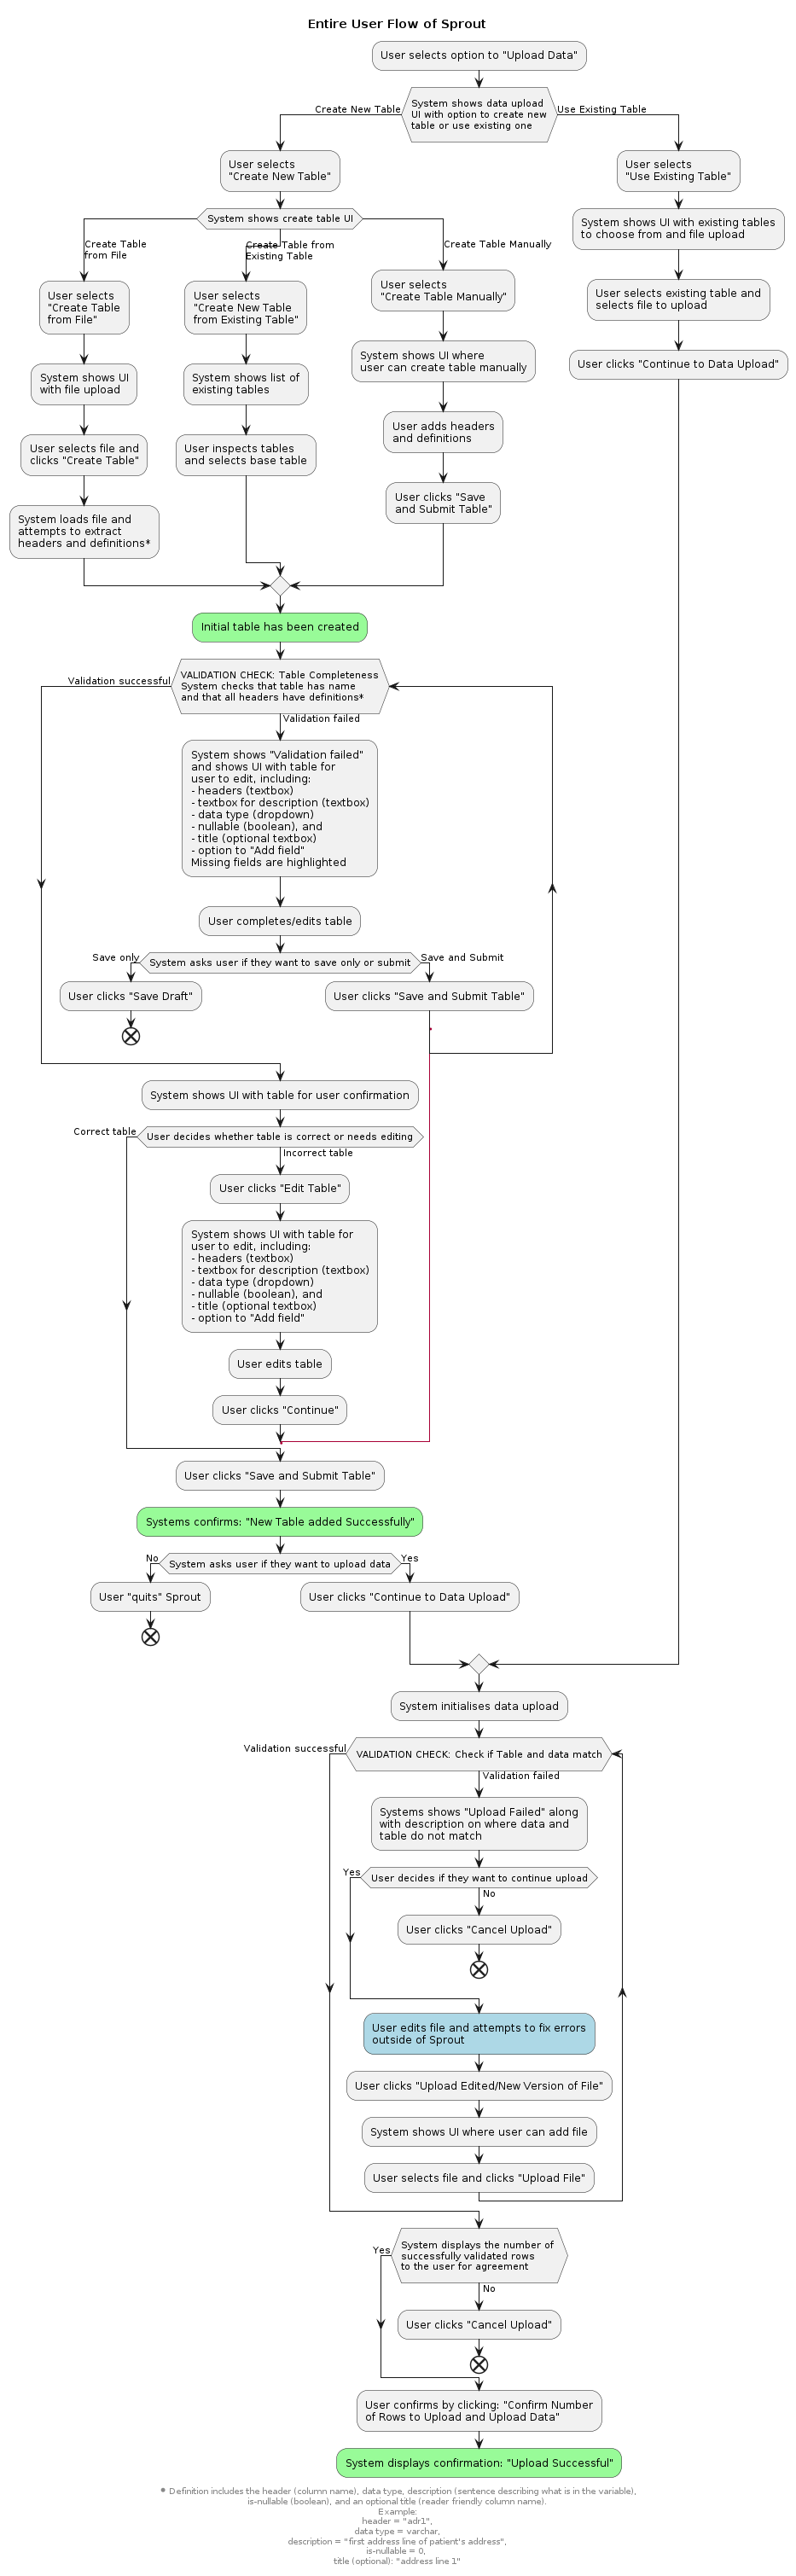 Entire User Flow of Sprout
User selects option to "Upload Data"
System shows data upload
UI with option to create new
table or use existing one
Create New Table
Use Existing Table
User selects
"Create New Table"
User selects
"Use Existing Table"
System shows create table UI
System shows UI with existing tables
to choose from and file upload
Create Table
from File
Create Table from
Existing Table
Create Table Manually
User selects
"Create Table
from File"
User selects
"Create New Table
from Existing Table"
User selects
"Create Table Manually"
User selects existing table and
selects file to upload
System shows UI
with file upload
System shows list of
existing tables
System shows UI where
user can create table manually
User clicks "Continue to Data Upload"
User selects file and
clicks "Create Table"
User inspects tables
and selects base table
User adds headers
and definitions
System loads file and
attempts to extract
headers and definitions*
User clicks "Save
and Submit Table"
Initial table has been created
VALIDATION CHECK: Table Completeness
System checks that table has name
and that all headers have definitions*
Validation successful
Validation failed
System shows "Validation failed"
and shows UI with table for
user to edit, including:
- headers (textbox)
- textbox for description (textbox)
- data type (dropdown)
- nullable (boolean), and
- title (optional textbox)
- option to "Add field"
Missing fields are highlighted
User completes/edits table
Save only
System asks user if they want to save only or submit
Save and Submit
User clicks "Save Draft"
User clicks "Save and Submit Table"
System shows UI with table for user confirmation
Correct table
User decides whether table is correct or needs editing
Incorrect table
User clicks "Edit Table"
System shows UI with table for
user to edit, including:
- headers (textbox)
- textbox for description (textbox)
- data type (dropdown)
- nullable (boolean), and
- title (optional textbox)
- option to "Add field"
User edits table
User clicks "Continue"
User clicks "Save and Submit Table"
Systems confirms: "New Table added Successfully"
No
System asks user if they want to upload data
Yes
User "quits" Sprout
User clicks "Continue to Data Upload"
System initialises data upload
Validation successful
VALIDATION CHECK: Check if Table and data match
Validation failed
Systems shows "Upload Failed" along
with description on where data and
table do not match
Yes
User decides if they want to continue upload
No
User clicks "Cancel Upload"
User edits file and attempts to fix errors
outside of Sprout
User clicks "Upload Edited/New Version of File"
System shows UI where user can add file
User selects file and clicks "Upload File"
System displays the number of
successfully validated rows
to the user for agreement
Yes
No
User clicks "Cancel Upload"
User confirms by clicking: "Confirm Number
of Rows to Upload and Upload Data"
System displays confirmation: "Upload Successful"
* Definition includes the header (column name), data type, description (sentence describing what is in the variable),
is-nullable (boolean), and an optional title (reader friendly column name).
Example:
header = "adr1",
data type = varchar,
description = "first address line of patient's address",
is-nullable = 0,
title (optional): "address line 1"